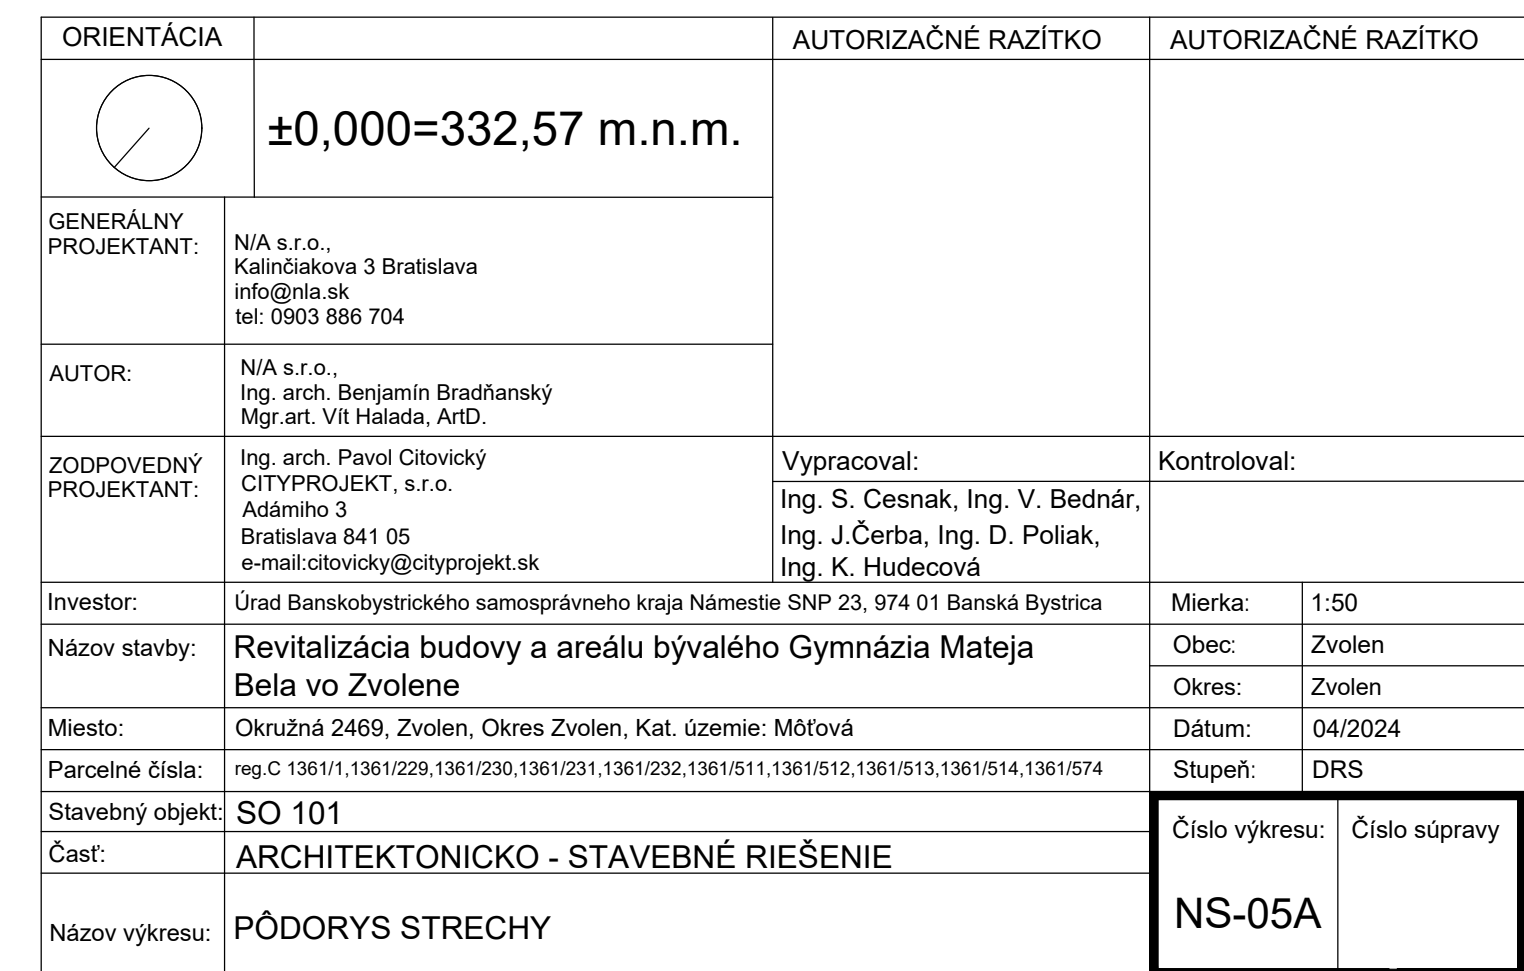 ORIENTÁCIA
AUTORIZAČNÉ RAZÍTKO
AUTORIZAČNÉ RAZÍTKO
±0,000=332,57 m.n.m.
GENERÁLNY
PROJEKTANT:
N/A s.r.o.,
Kalinčiakova 3 Bratislava
info@nla.sk
tel: 0903 886 704
AUTOR:
N/A s.r.o.,
Ing. arch. Benjamín Bradňanský
Mgr.art. Vít Halada, ArtD.
ZODPOVEDNÝ
PROJEKTANT:
Ing. arch. Pavol Citovický
CITYPROJEKT, s.r.o.
Adámiho 3
Bratislava 841 05
e-mail:citovicky@cityprojekt.sk
Vypracoval:
Ing. S. Cesnak, Ing. V. Bednár,
Ing. J.Čerba, Ing. D. Poliak,
Ing. K. Hudecová
Kontroloval:
Investor:
Úrad Banskobystrického samosprávneho kraja Námestie SNP 23, 974 01 Banská Bystrica
Mierka:
1:50
Názov stavby:
Revitalizácia budovy a areálu bývalého Gymnázia Mateja
Bela vo Zvolene
Obec:
Zvolen
Okres:
Zvolen
Miesto:
Okružná 2469, Zvolen, Okres Zvolen, Kat. územie: Môťová
Dátum:
04/2024
Parcelné čísla:
reg.C 1361/1,1361/229,1361/230,1361/231,1361/232,1361/511,1361/512,1361/513,1361/514,1361/574
Stupeň:
DRS
Stavebný objekt:
SO 101
Časť:
ARCHITEKTONICKO - STAVEBNÉ RIEŠENIE
Číslo výkresu:
Číslo súpravy
NS-05A
Názov výkresu:
PÔDORYS STRECHY